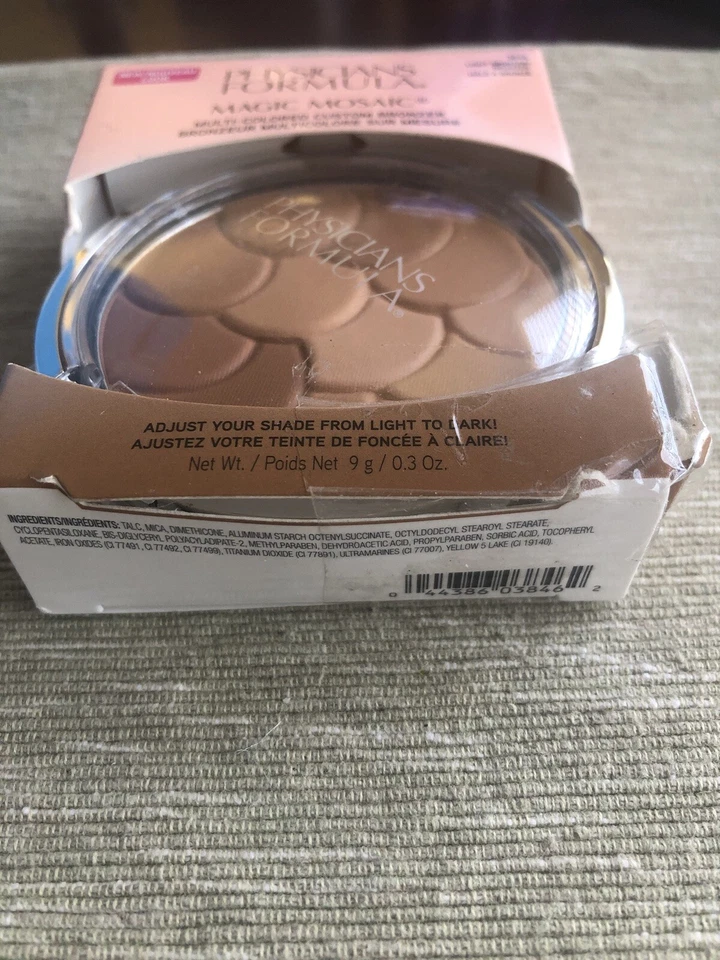 PHYSICIANS
FORMULA®
MAGIC MOSAIC®
MULTI-COLORED CUSTOM BRONZER
BRONZEUR MULTICOLORE SUR MESURE
PHYSICIANS
FORMULA®
ADJUST YOUR SHADE FROM LIGHT TO DARK!
AJUSTEZ VOTRE TEINTE DE FONCÉE À CLAIRE!
Net Wt. / Poids Net 9 g / 0.3 Oz.
INGREDIENTS/INGRÉDIENTS: TALC, MICA, DIMETHICONE, ALUMINUM STARCH OCTENYLSUCCINATE, OCTYLDODECYL STEAROYL STEARATE,
CYCLOPENTASILOXANE, BIS-DIGLYCERYL POLYACYLADIPATE-2, METHYLPARABEN, DEHYDROACETIC ACID, PROPYLPARABEN, SORBIC ACID, TOCOPHERYL
ACETATE, IRON OXIDES (CI 77491, CI 77492, CI 77499), TITANIUM DIOXIDE (CI 77891), ULTRAMARINES (CI 77007), YELLOW 5 LAKE (CI 19140).
0 44386 03846 2